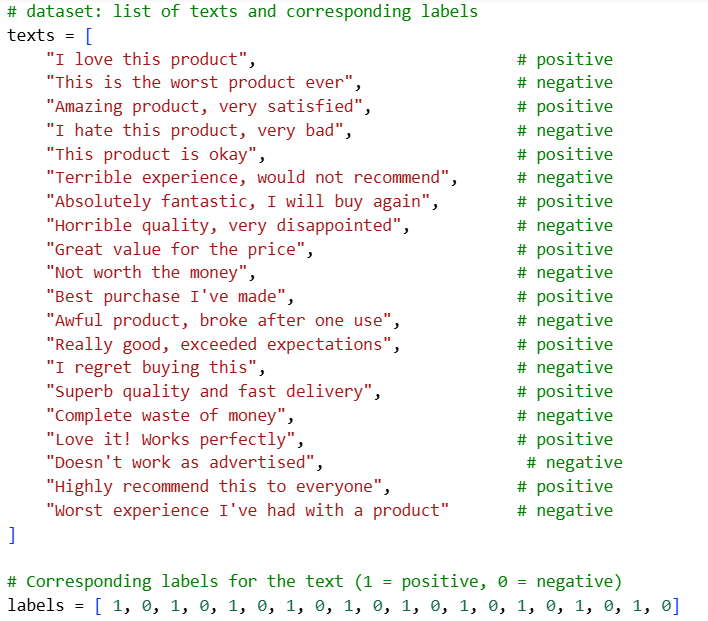 # dataset: list of texts and corresponding labels
texts = [
    "I love this product",                           # positive
    "This is the worst product ever",                # negative
    "Amazing product, very satisfied",               # positive
    "I hate this product, very bad",                 # negative
    "This product is okay",                          # positive
    "Terrible experience, would not recommend",      # negative
    "Absolutely fantastic, I will buy again",        # positive
    "Horrible quality, very disappointed",           # negative
    "Great value for the price",                     # positive
    "Not worth the money",                           # negative
    "Best purchase I've made",                       # positive
    "Awful product, broke after one use",            # negative
    "Really good, exceeded expectations",            # positive
    "I regret buying this",                          # negative
    "Superb quality and fast delivery",              # positive
    "Complete waste of money",                       # negative
    "Love it! Works perfectly",                      # positive
    "Doesn't work as advertised",                     # negative
    "Highly recommend this to everyone",             # positive
    "Worst experience I've had with a product"       # negative
]
# Corresponding labels for the text (1 = positive, 0 = negative)
labels = [ 1, 0, 1, 0, 1, 0, 1, 0, 1, 0, 1, 0, 1, 0, 1, 0, 1, 0, 1, 0]